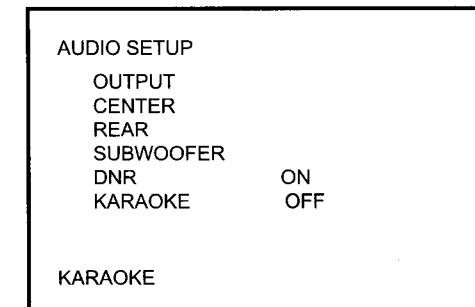 AUDIO SETUP
OUTPUT
CENTER
REAR
SUBWOOFER
DNR ON
KARAOKE OFF
KARAOKE